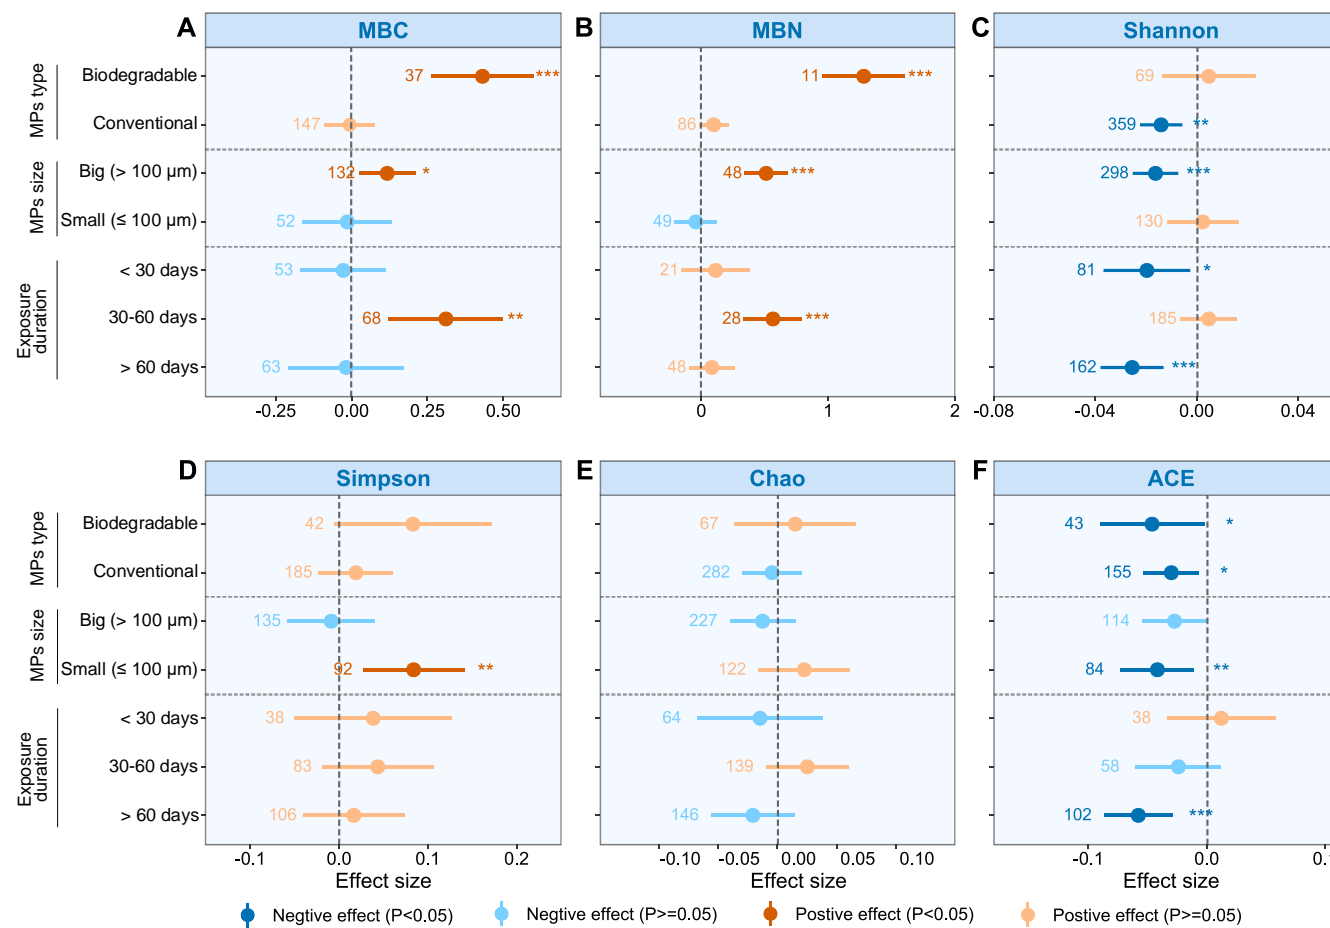 A MBC B MBN C Shannon
MPs type
Biodegradable 37 *** 11 *** 69
Conventional 147 86 359 **
MPs size
Big (> 100 µm) 132 * 48 *** 298 ***
Small (≤ 100 µm) 52 49 130
Exposure
duration
< 30 days 53 21 81 *
30-60 days 68 ** 28 *** 185
> 60 days 63 48 162 ***
-0.25 0.00 0.25 0.50 0 1 2 -0.08 -0.04 0.00 0.04
D Simpson E Chao F ACE
MPs type
Biodegradable 42 67 43 *
Conventional 185 282 155 *
MPs size
Big (> 100 µm) 135 227 114
Small (≤ 100 µm) 92 ** 122 84 **
Exposure
duration
< 30 days 38 64 38
30-60 days 83 139 58
> 60 days 106 146 102 ***
-0.1 0.0 0.1 0.2 -0.10 -0.05 0.00 0.05 0.10 -0.1 0.0 0.1
Effect size Effect size Effect size
Negtive effect (P<0.05) Negtive effect (P>=0.05) Postive effect (P<0.05) Postive effect (P>=0.05)